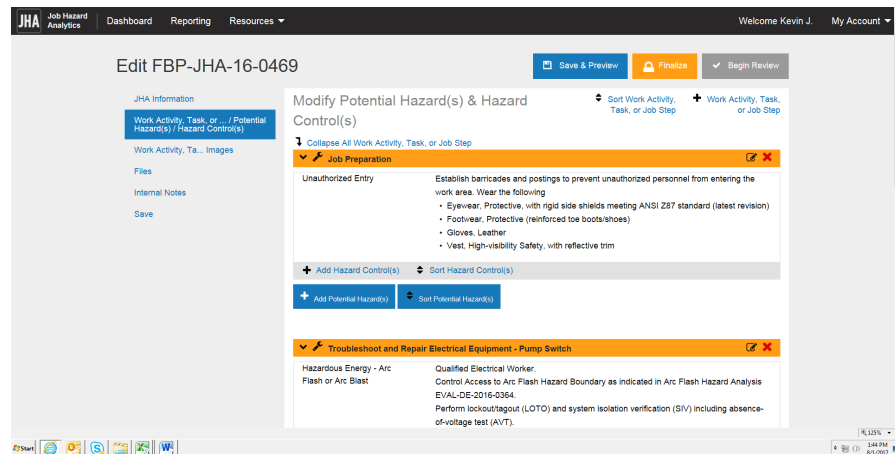 JHA Job Hazard Analytics Dashboard Reporting Resources Welcome Kevin J. My Account
Edit FBP-JHA-16-0469
Save & Preview Finalize Begin Review
JHA Information
Work Activity, Task, or ... / Potential
Hazard(s) / Hazard Control(s)
Work Activity, Ta... Images
Files
Internal Notes
Save
Modify Potential Hazard(s) & Hazard
Control(s)
Sort Work Activity,
Task, or Job Step
Work Activity, Task,
or Job Step
Collapse All Work Activity, Task, or Job Step
Job Preparation
Unauthorized Entry
Establish barricades and postings to prevent unauthorized personnel from entering the
work area. Wear the following
• Eyewear, Protective, with rigid side shields meeting ANSI Z87 standard (latest revision)
• Footwear, Protective (reinforced toe boots/shoes)
• Gloves, Leather
• Vest, High-visibility Safety, with reflective trim
Add Hazard Control(s) Sort Hazard Control(s)
Add Potential Hazard(s) Sort Potential Hazard(s)
Troubleshoot and Repair Electrical Equipment - Pump Switch
Hazardous Energy - Arc
Flash or Arc Blast
Qualified Electrical Worker.
Control Access to Arc Flash Hazard Boundary as indicated in Arc Flash Hazard Analysis
EVAL-DE-2016-0364.
Perform lockout/tagout (LOTO) and system isolation verification (SIV) including absence-
of-voltage test (AVT).
125%
Start
1:44 PM
8/1/2017